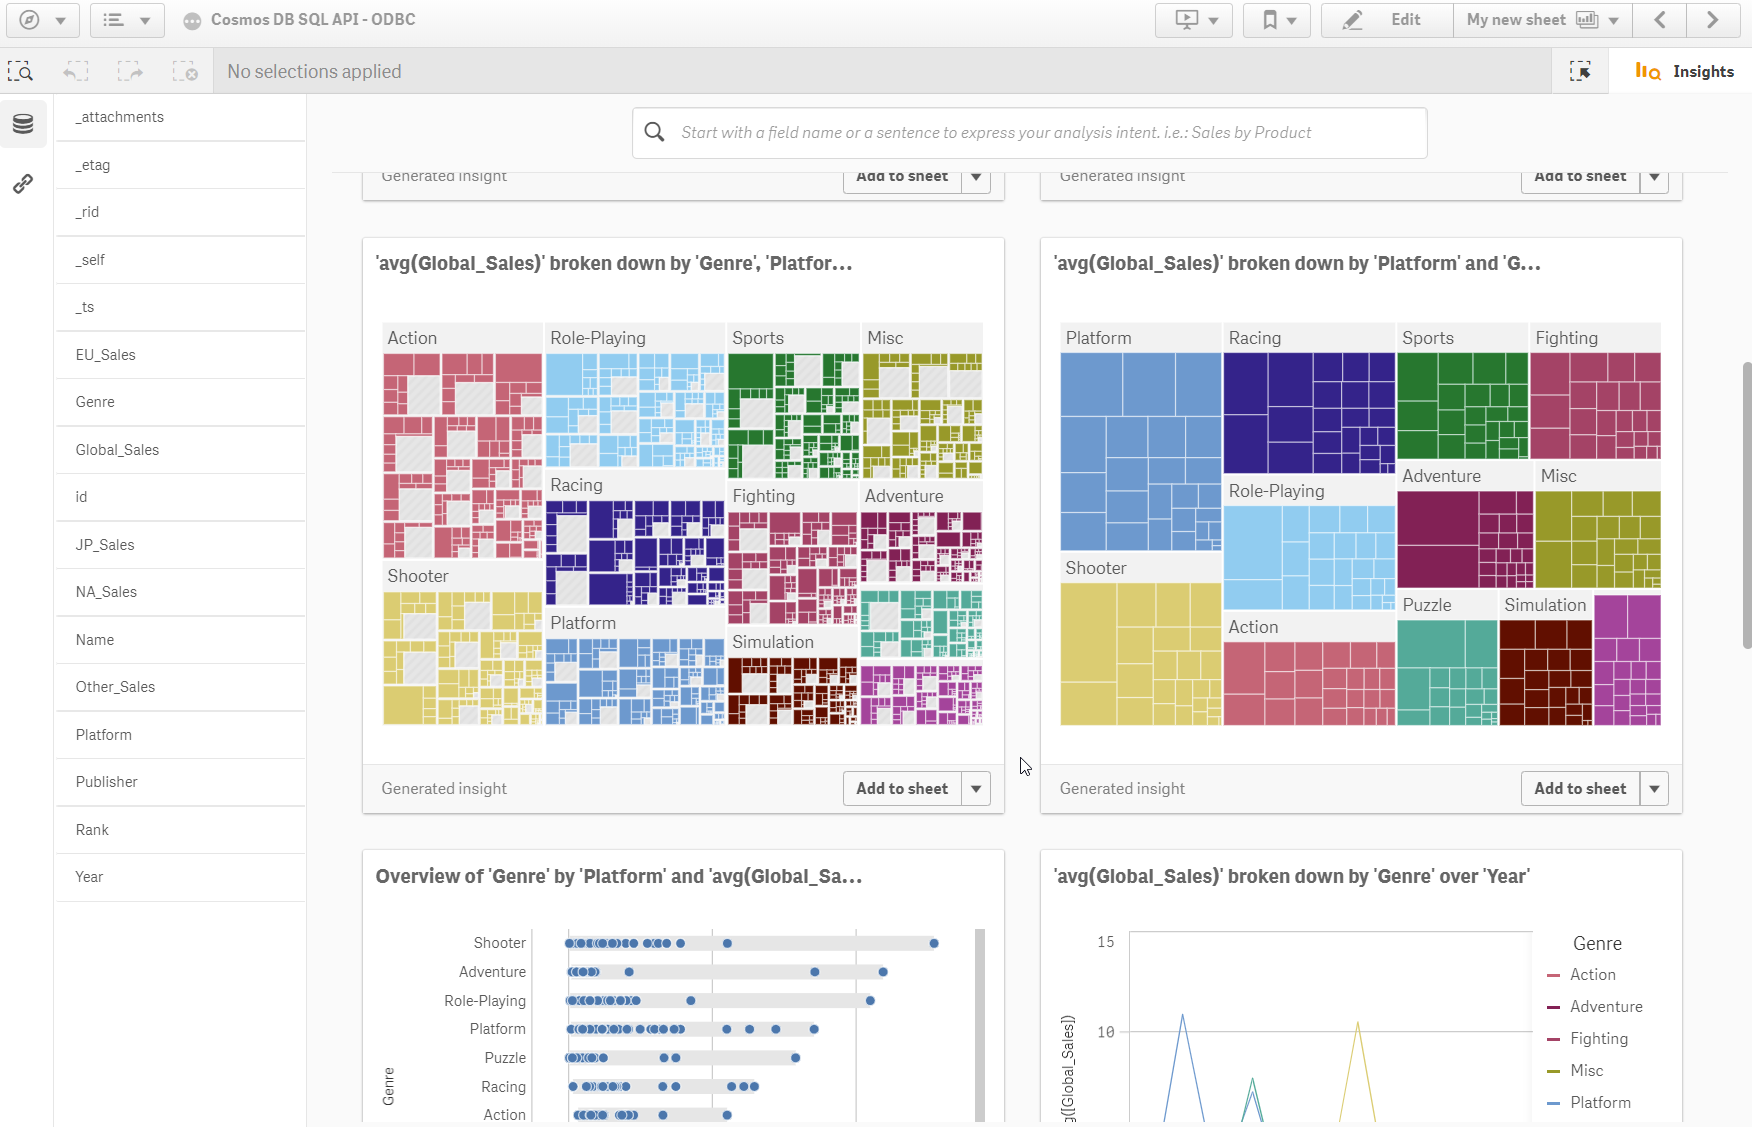 Cosmos DB SQL API - ODBC
Edit
My new sheet
No selections applied
Insights
_attachments
_etag
_rid
_self
_ts
EU_Sales
Genre
Global_Sales
id
JP_Sales
NA_Sales
Name
Other_Sales
Platform
Publisher
Rank
Year
Start with a field name or a sentence to express your analysis intent. i.e.: Sales by Product
Generated insight
Add to sheet
Generated insight
Add to sheet
'avg(Global_Sales)' broken down by 'Genre', 'Platfor...
Action
Role-Playing
Sports
Misc
Racing
Fighting
Adventure
Shooter
Platform
Simulation
Generated insight
Add to sheet
'avg(Global_Sales)' broken down by 'Platform' and 'G...
Platform
Racing
Sports
Fighting
Adventure
Misc
Role-Playing
Shooter
Puzzle
Simulation
Action
Generated insight
Add to sheet
Overview of 'Genre' by 'Platform' and 'avg(Global_Sa...
Genre
Shooter
Adventure
Role-Playing
Platform
Puzzle
Racing
Action
'avg(Global_Sales)' broken down by 'Genre' over 'Year'
15
10
g([Global_Sales])
Genre
Action
Adventure
Fighting
Misc
Platform